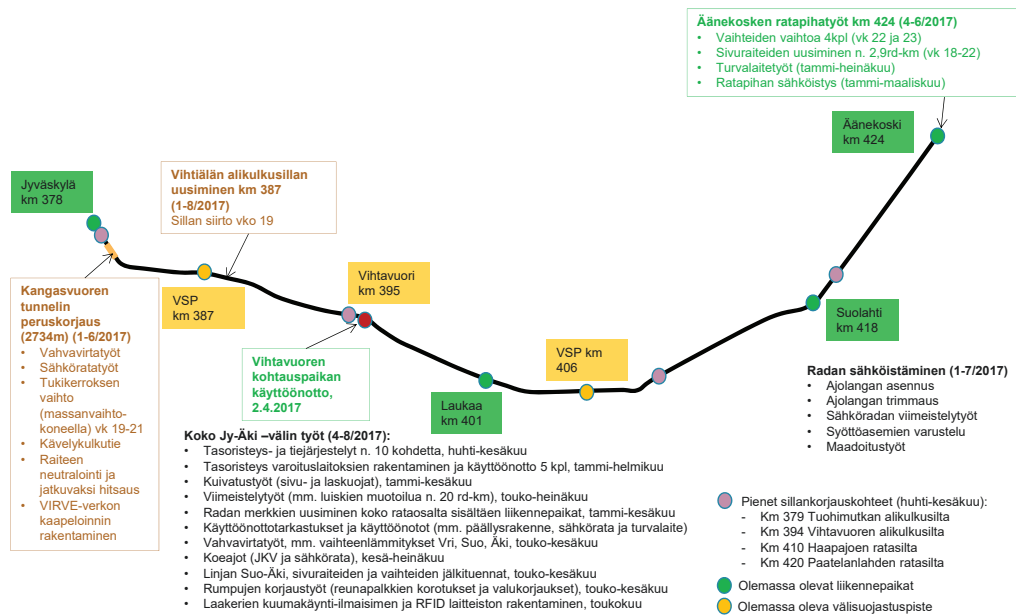 Äänekosken ratapihatyöt km 424 (4-6/2017)
• Vaihteiden vaihtoa 4kpl (vk 22 ja 23)
• Sivuraiteiden uusiminen n. 2,9rd-km (vk 18-22)
• Turvalaitetyöt (tammi-heinäkuu)
• Ratapihan sähköistys (tammi-maaliskuu)
Äänekoski
km 424
Jyväskylä
km 378
Vihtiälän alikulkusillan
uusiminen km 387
(1-8/2017)
Sillan siirto vko 19
Kangasvuoren
tunnelin
peruskorjaus
(2734m) (1-6/2017)
• Vahvavirtatyöt
• Sähköratatyöt
• Tukikerroksen
vaihto
(massanvaihto-
koneella) vk 19-21
• Kävelykulkutie
• Raiteen
neutralointi ja
jatkuvaksi hitsaus
• VIRVE-verkon
kaapeloinnin
rakentaminen
VSP
km 387
Vihtavuori
km 395
Vihtavuoren
kohtauspaikan
käyttöönotto,
2.4.2017
Laukaa
km 401
VSP km
406
Suolahti
km 418
Radan sähköistäminen (1-7/2017)
• Ajolangan asennus
• Ajolangan trimmaus
• Sähköradan viimeistelytyöt
• Syöttöasemien varustelu
• Maadoitustyöt
Koko Jy-Äki –välin työt (4-8/2017):
• Tasoristeys- ja tiejärjestelyt n. 10 kohdetta, huhti-kesäkuu
• Tasoristeys varoituslaitoksien rakentaminen ja käyttöönotto 5 kpl, tammi-helmikuu
• Kuivatustyöt (sivu- ja laskuojat), tammi-kesäkuu
• Viimeistelytyöt (mm. luiskien muotoilua n. 20 rd-km), touko-heinäkuu
• Radan merkkien uusiminen koko rataosalta sisältäen liikennepaikat, tammi-kesäkuu
• Käyttöönottotarkastukset ja käyttöönotot (mm. päällysrakenne, sähkörata ja turvalaite)
• Vahvavirtatyöt, mm. vaihteenlämmitykset Vri, Suo, Äki, touko-kesäkuu
• Koeajot (JKV ja sähkörata), kesä-heinäkuu
• Linjan Suo-Äki, sivuraiteiden ja vaihteiden jälkituennat, touko-kesäkuu
• Rumpujen korjaustyöt (reunapalkkien korotukset ja valukorjaukset), touko-kesäkuu
• Laakerien kuumakäynti-ilmaisimen ja RFID laitteiston rakentaminen, toukokuu
Pienet sillankorjauskohteet (huhti-kesäkuu):
- Km 379 Tuohimutkan alikulkusilta
- Km 394 Vihtavuoren alikulkusilta
- Km 410 Haapajoen ratasilta
- Km 420 Paatelanlahden ratasilta
Olemassa olevat liikennepaikat
Olemassa oleva välisuojastuspiste